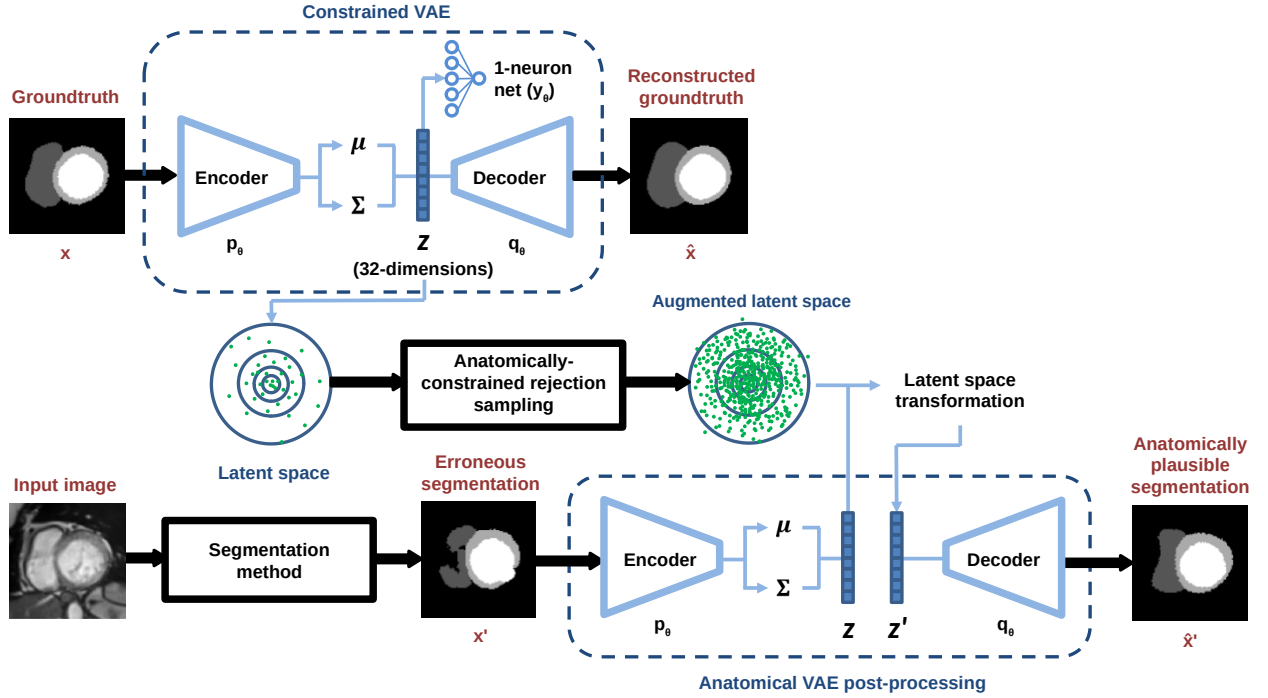 Constrained VAE
Groundtruth
1-neuron
net (yθ)
Reconstructed
groundtruth
Encoder
μ
Σ
Decoder
x
pθ
z
qθ
x̂
(32-dimensions)
Augmented latent space
Anatomically-
constrained rejection
sampling
Latent space
transformation
Latent space
Input image
Erroneous
segmentation
Anatomically
plausible
segmentation
Segmentation
method
Encoder
μ
Σ
Decoder
x'
pθ
z
z'
qθ
x̂'
Anatomical VAE post-processing